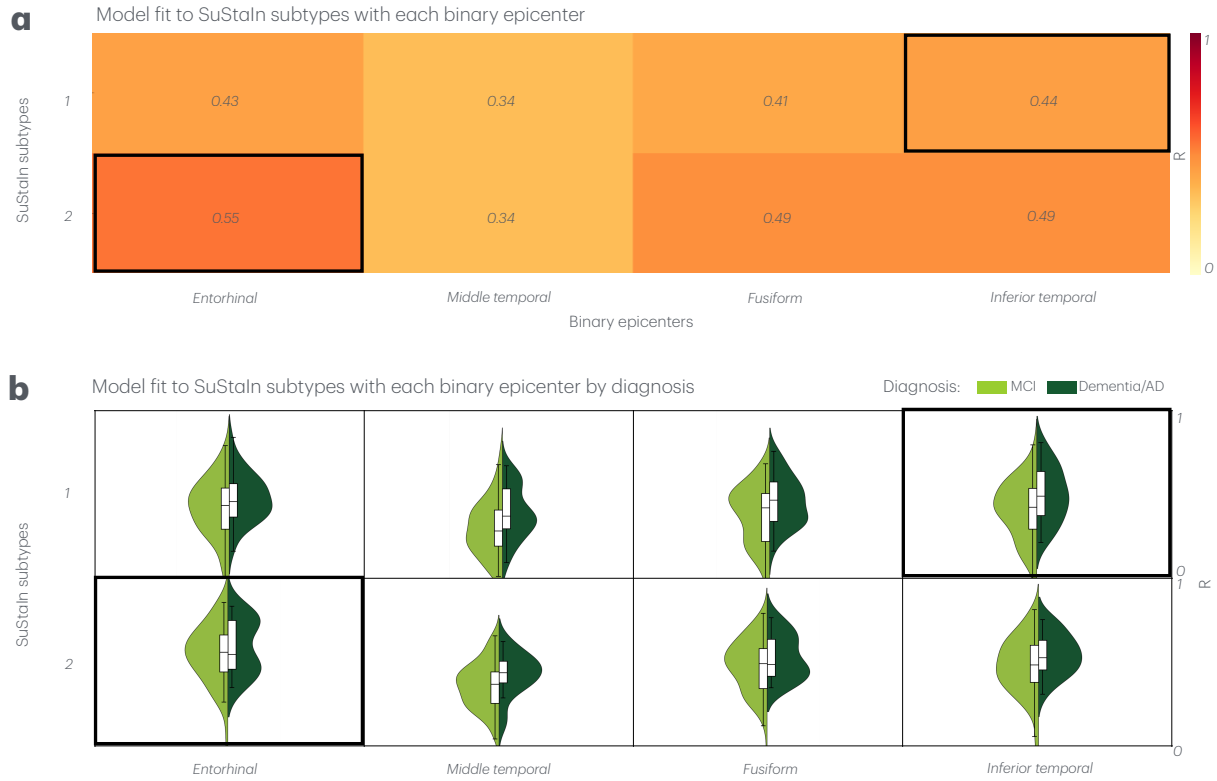 a
Model fit to SuStaIn subtypes with each binary epicenter
SuStaIn subtypes
1
0.43
0.34
0.41
0.44
2
0.55
0.34
0.49
0.49
1
R
0
Entorhinal
Middle temporal
Fusiform
Inferior temporal
Binary epicenters
b
Model fit to SuStaIn subtypes with each binary epicenter by diagnosis
Diagnosis: MCI Dementia/AD
SuStaIn subtypes
1
2
1
0
1
R
0
Entorhinal
Middle temporal
Fusiform
Inferior temporal